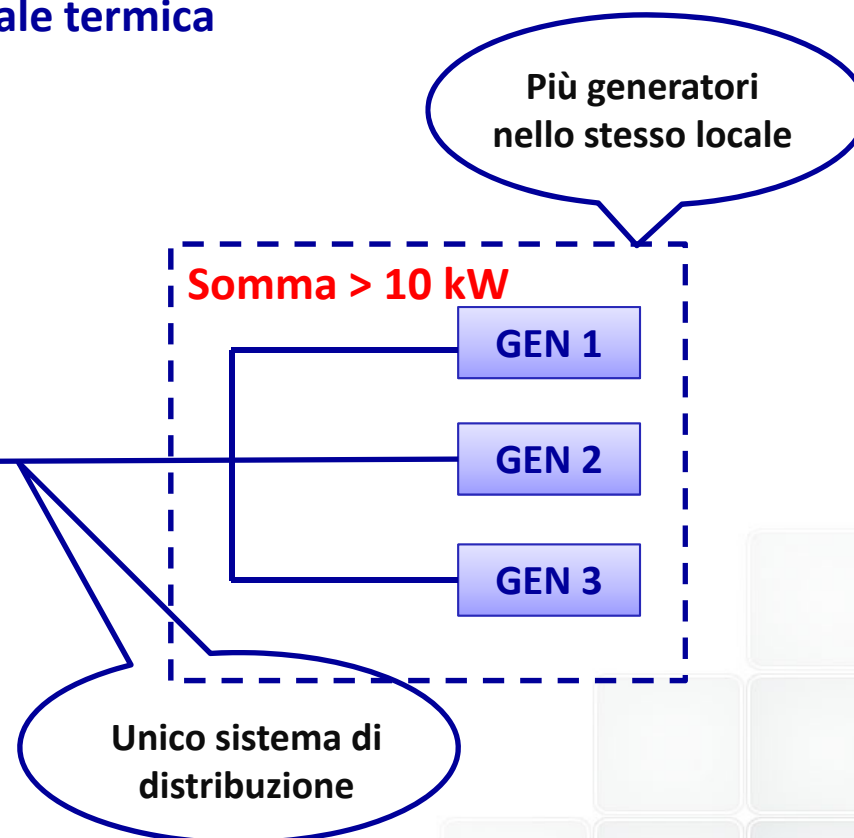 ale termica
Più generatori
nello stesso locale
Somma > 10 kW
GEN 1
GEN 2
GEN 3
Unico sistema di
distribuzione